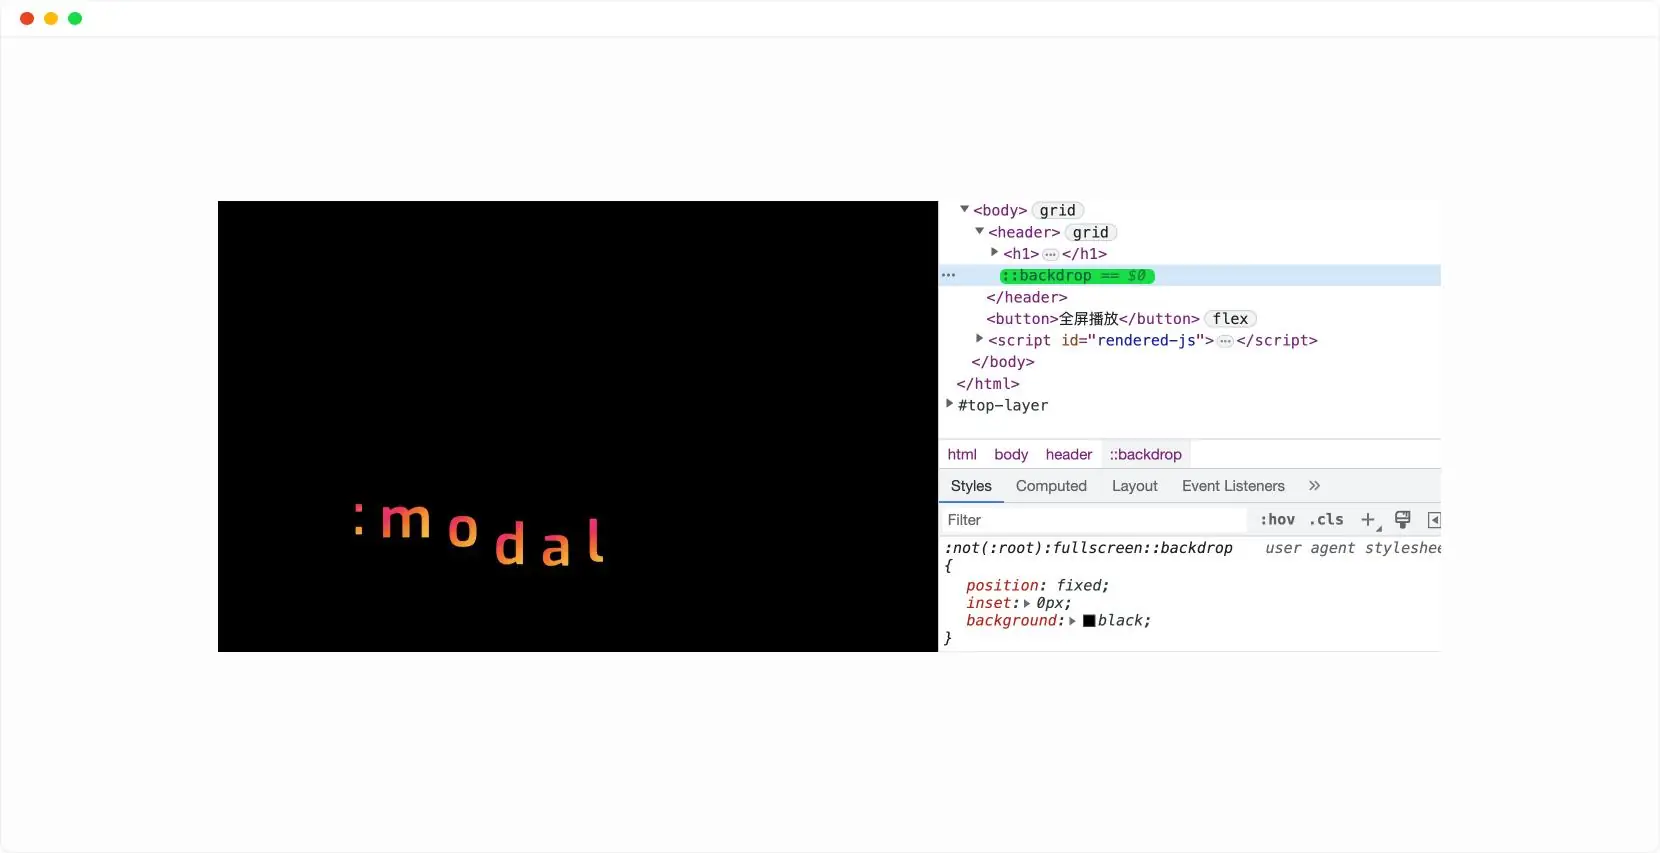 :modal
<body> grid
<header> grid
<h1>…</h1>
::backdrop == $0
</header>
<button>全屏播放</button> flex
<script id="rendered-js">…</script>
</body>
</html>
#top-layer
html body header ::backdrop
Styles Computed Layout Event Listeners »
Filter :hov .cls +
:not(:root):fullscreen::backdrop user agent styleshee
{
position: fixed;
inset: 0px;
background: black;
}